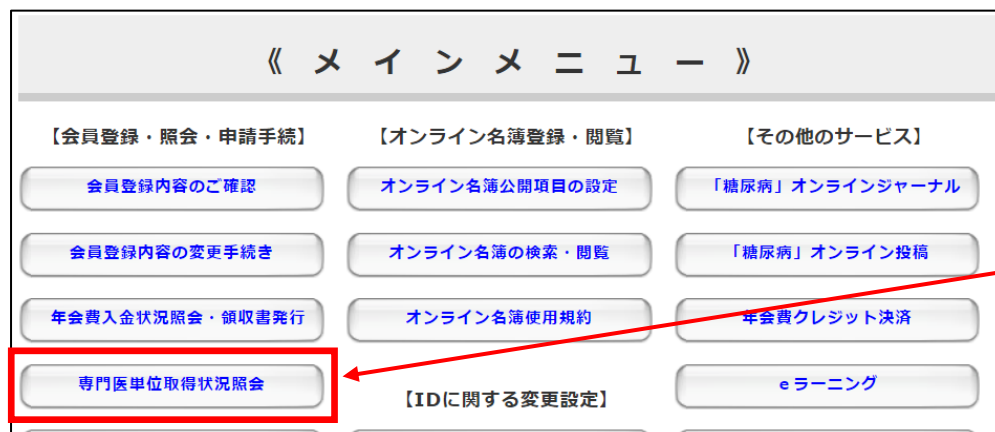 《 メ イ ン メ ニ ュ ー 》
【会員登録・照会・申請手続】
会員登録内容のご確認
会員登録内容の変更手続き
年会費入金状況照会・領収書発行
専門医単位取得状況照会
【オンライン名簿登録・閲覧】
オンライン名簿公開項目の設定
オンライン名簿の検索・閲覧
オンライン名簿使用規約
【IDに関する変更設定】
【その他のサービス】
「糖尿病」オンラインジャーナル
「糖尿病」オンライン投稿
年会費クレジット決済
eラーニング